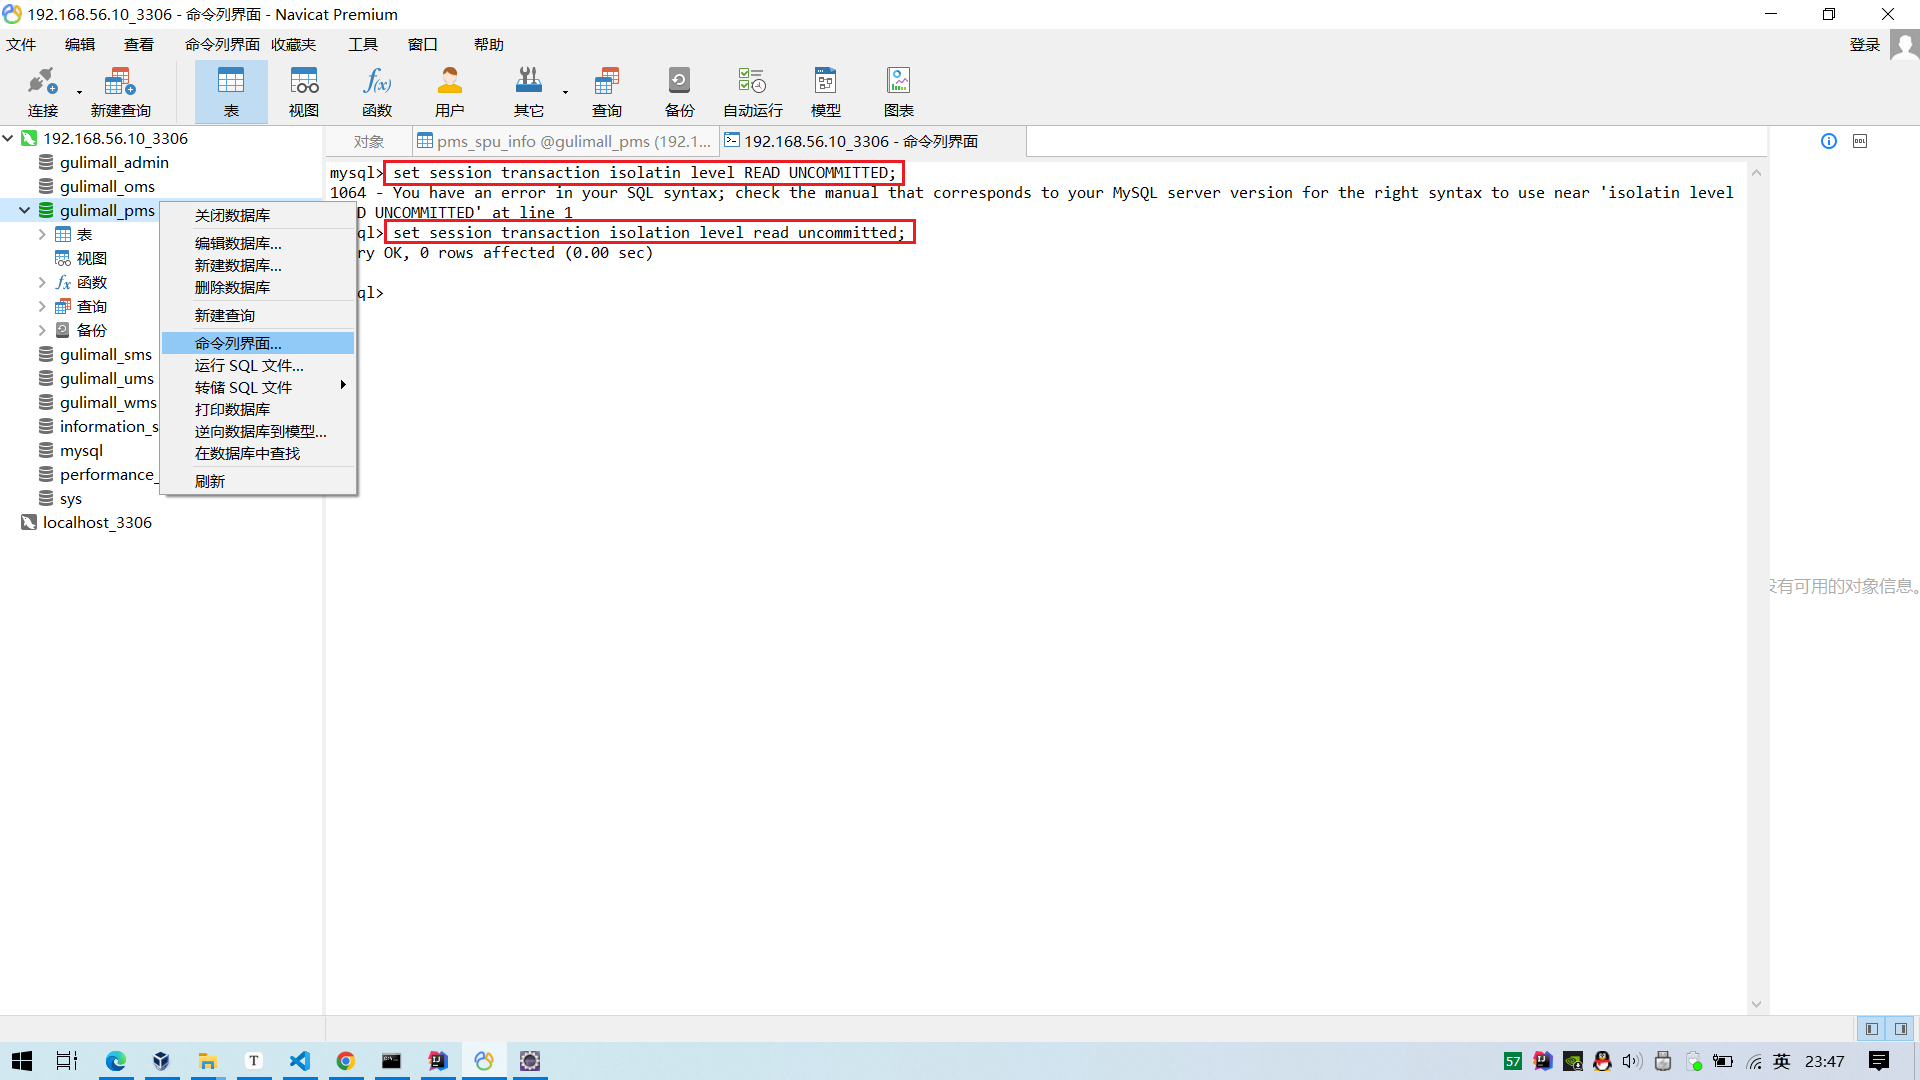 192.168.56.10_3306 - 命令列界面 - Navicat Premium
文件 编辑 查看 命令列界面 收藏夹 工具 窗口 帮助 登录
连接 新建查询 表 视图 函数 用户 其它 查询 备份 自动运行 模型 图表
192.168.56.10_3306
gulimall_admin
gulimall_oms
gulimall_pms
表
视图
函数
查询
备份
gulimall_sms
gulimall_ums
gulimall_wms
information_s
mysql
performance_
sys
localhost_3306
关闭数据库
编辑数据库...
新建数据库...
删除数据库
新建查询
命令列界面...
运行 SQL 文件...
转储 SQL 文件
打印数据库
逆向数据库到模型...
在数据库中查找
刷新
对象 pms_spu_info @gulimall_pms (192.1... 192.168.56.10_3306 - 命令列界面
mysql> set session transaction isolatin level READ UNCOMMITTED;
1064 - You have an error in your SQL syntax; check the manual that corresponds to your MySQL server version for the right syntax to use near 'isolatin level
D UNCOMMITTED' at line 1
ql> set session transaction isolation level read uncommitted;
ry OK, 0 rows affected (0.00 sec)
ql>
有可用的对象信息。
57 英 23:47